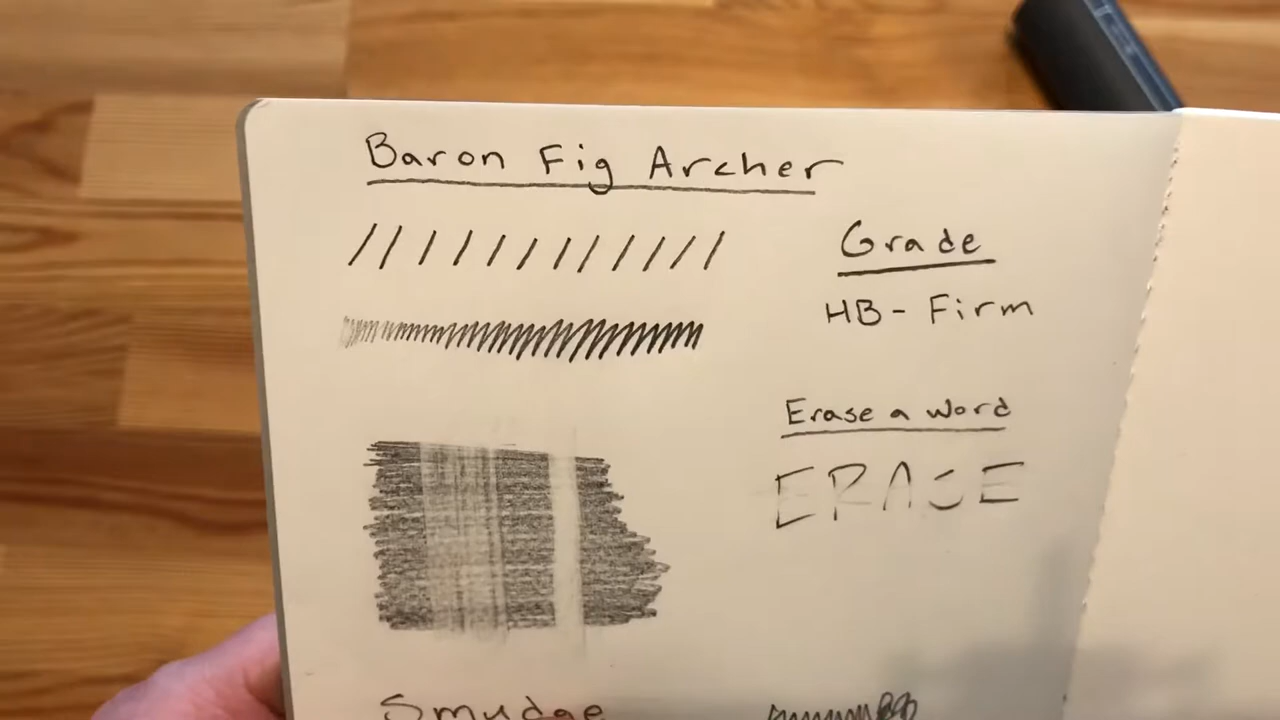 Baron Fig Archer
Grade
HB - Firm
Erase a word
ERASE
Smudge